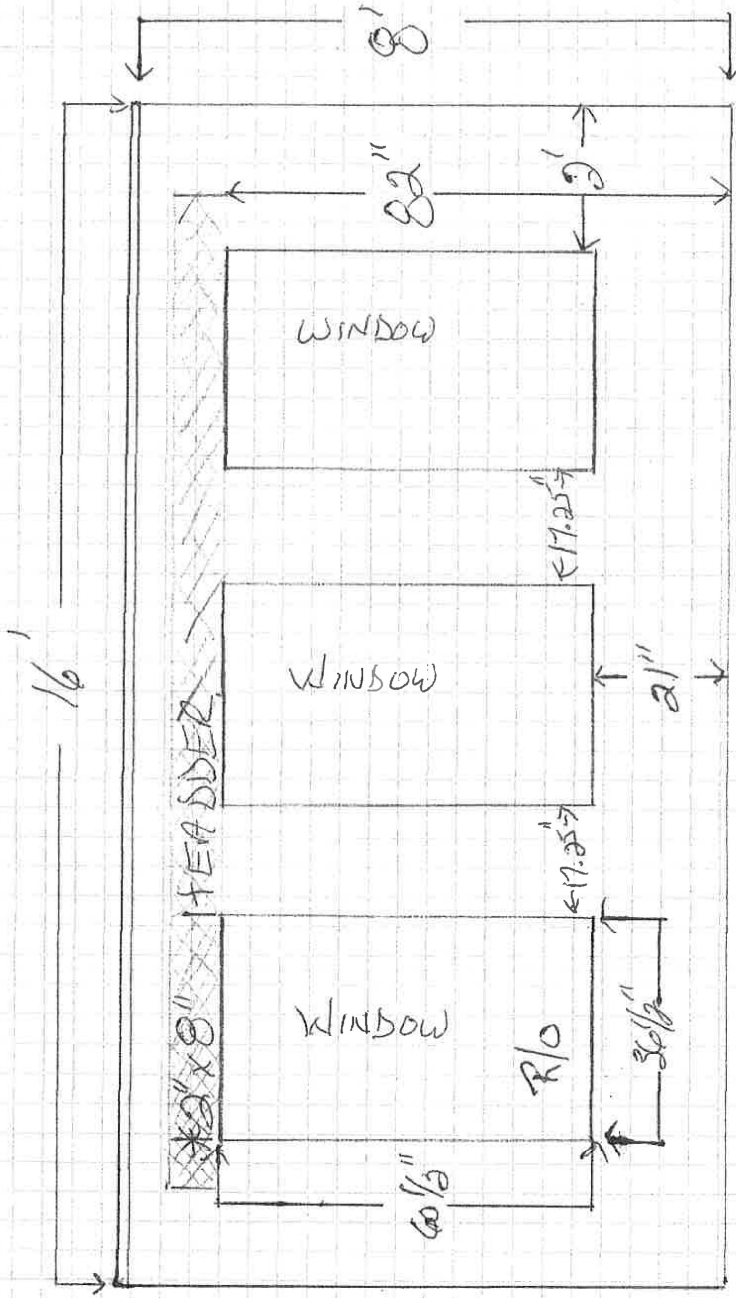 16'
8'
2"x8" HEADDER
82"
WINDOW
WINDOW
WINDOW
2'
60 1/2"
R/O
17.25"
17.25"
36 1/2"
21"